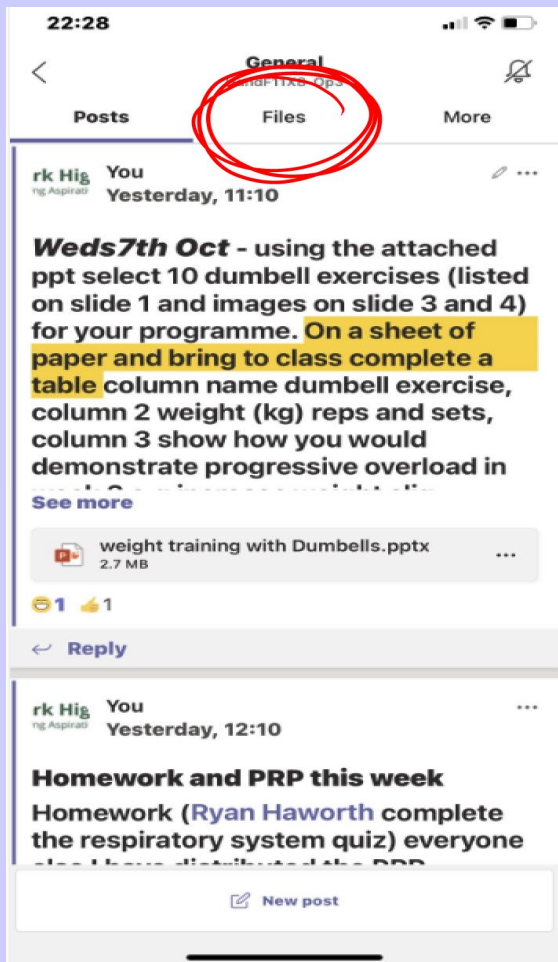 22:28
General
Posts
Files
More
rk Hig
ng Aspirati
You
Yesterday, 11:10
Weds7th Oct - using the attached
ppt select 10 dumbell exercises (listed
on slide 1 and images on slide 3 and 4)
for your programme. On a sheet of
paper and bring to class complete a
table column name dumbell exercise,
column 2 weight (kg) reps and sets,
column 3 show how you would
demonstrate progressive overload in
See more
weight training with Dumbells.pptx
2.7 MB
1 1
Reply
rk Hig
ng Aspirati
You
Yesterday, 12:10
Homework and PRP this week
Homework (Ryan Haworth complete
the respiratory system quiz) everyone
New post